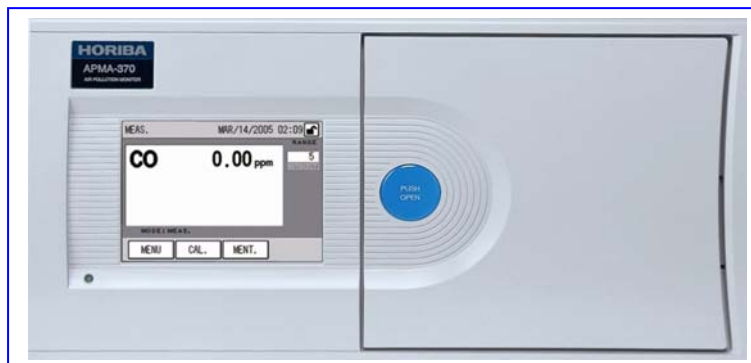 HORIBA
APMA-370
AIR POLLUTION MONITOR
MEAS. MAR/14/2005 02:09
RANGE
CO 0.00 ppm 5
MODE: MEAS.
MENU CAL. MENT.
PUSH
OPEN